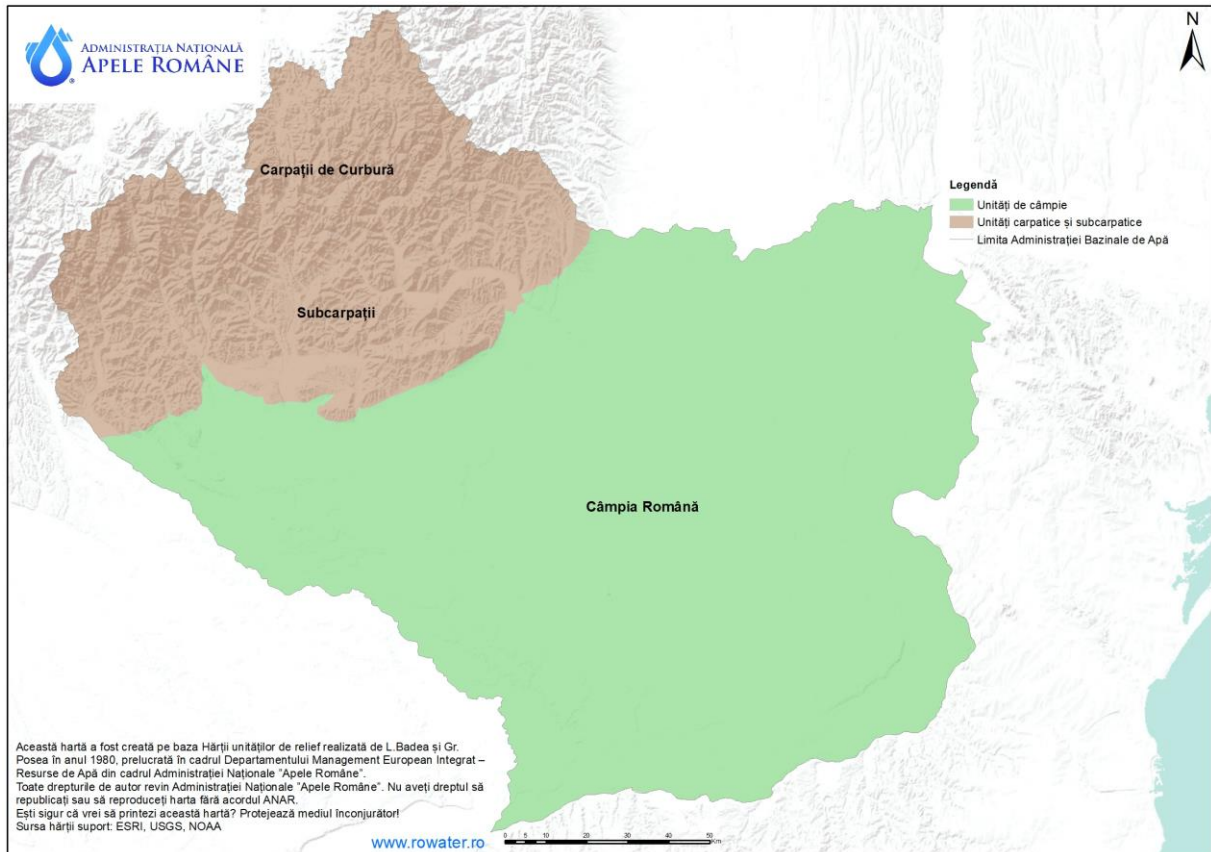 ADMINISTRAȚIA NAȚIONALĂ
APELE ROMÂNE
N
Carpații de Curbură
Legendă
Unități de câmpie
Unități carpatice și subcarpatice
Limita Administrației Bazinale de Apă
Subcarpații
Câmpia Română
Această hartă a fost creată pe baza Hărții unităților de relief realizată de L.Badea și Gr.
Posea în anul 1980, prelucrată în cadrul Departamentului Management European Integrat –
Resurse de Apă din cadrul Administrației Naționale "Apele Române".
Toate drepturile de autor revin Administrației Naționale "Apele Române". Nu aveți dreptul să
republicați sau să reproduceți harta fără acordul ANAR.
Ești sigur că vrei să printezi această hartă? Protejează mediul înconjurător!
Sursa hărții suport: ESRI, USGS, NOAA
www.rowater.ro
0 5 10 20 30 40 50
Km